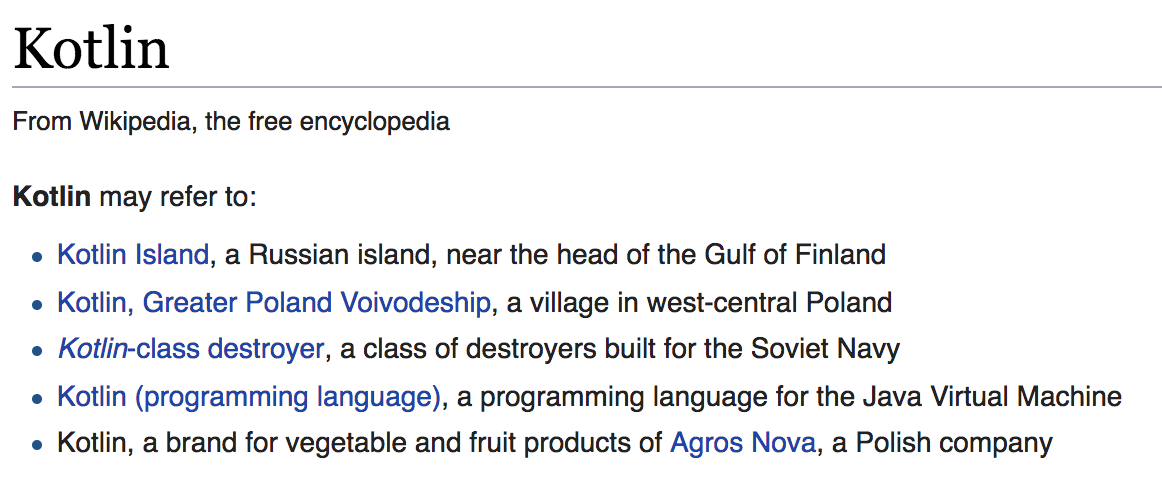 Kotlin
From Wikipedia, the free encyclopedia
Kotlin may refer to:
Kotlin Island, a Russian island, near the head of the Gulf of Finland
Kotlin, Greater Poland Voivodeship, a village in west-central Poland
Kotlin-class destroyer, a class of destroyers built for the Soviet Navy
Kotlin (programming language), a programming language for the Java Virtual Machine
Kotlin, a brand for vegetable and fruit products of Agros Nova, a Polish company